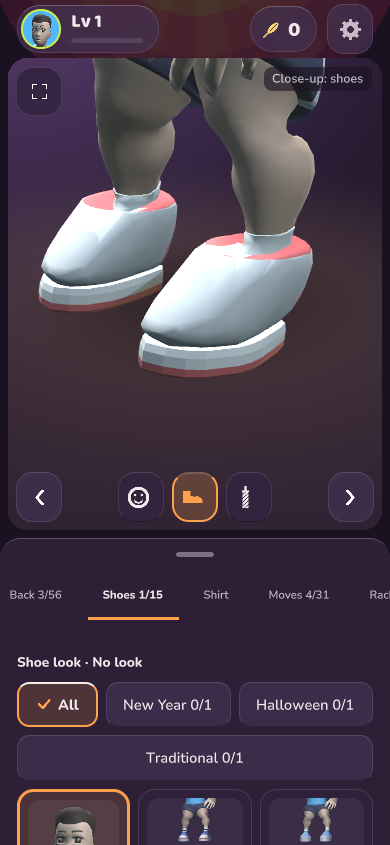 Lv 1
0
Close-up: shoes
Back 3/56
Shoes 1/15
Shirt
Moves 4/31
Shoe look · No look
All
New Year 0/1
Halloween 0/1
Traditional 0/1